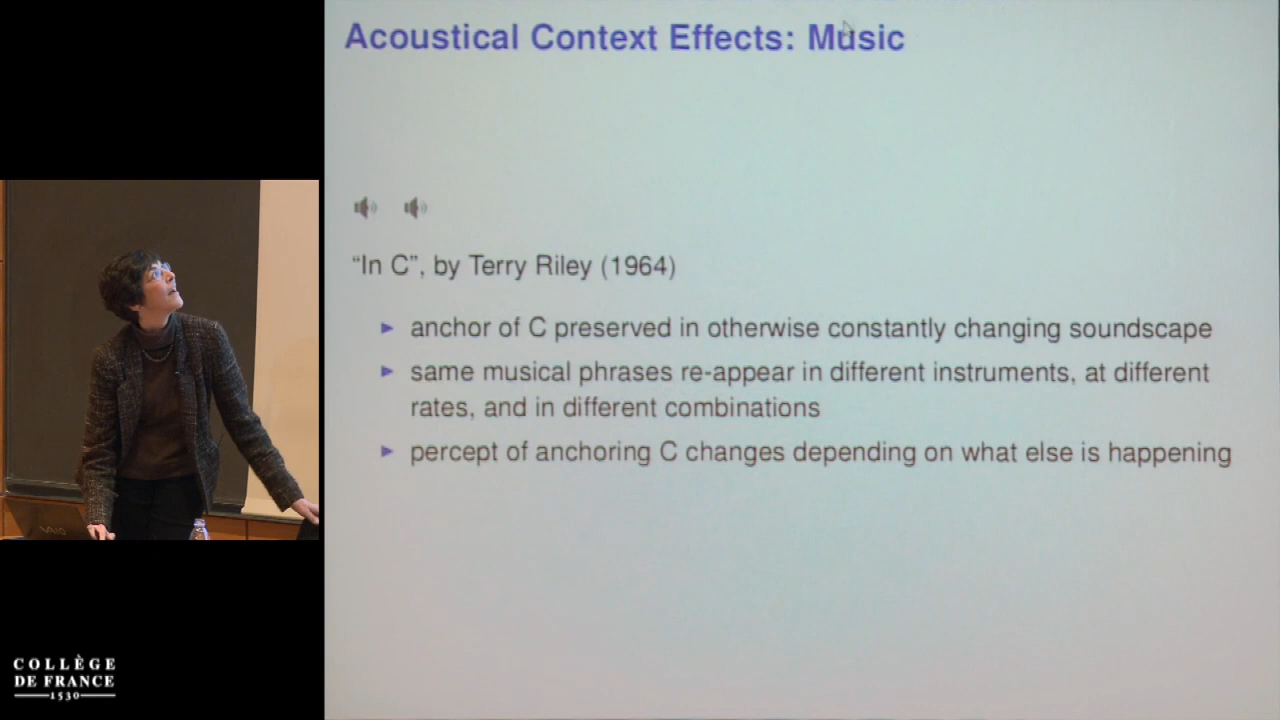 Acoustical Context Effects: Music
“In C”, by Terry Riley (1964)
► anchor of C preserved in otherwise constantly changing soundscape
► same musical phrases re-appear in different instruments, at different
rates, and in different combinations
► percept of anchoring C changes depending on what else is happening
VAIO
COLLÈGE
DE FRANCE
1530